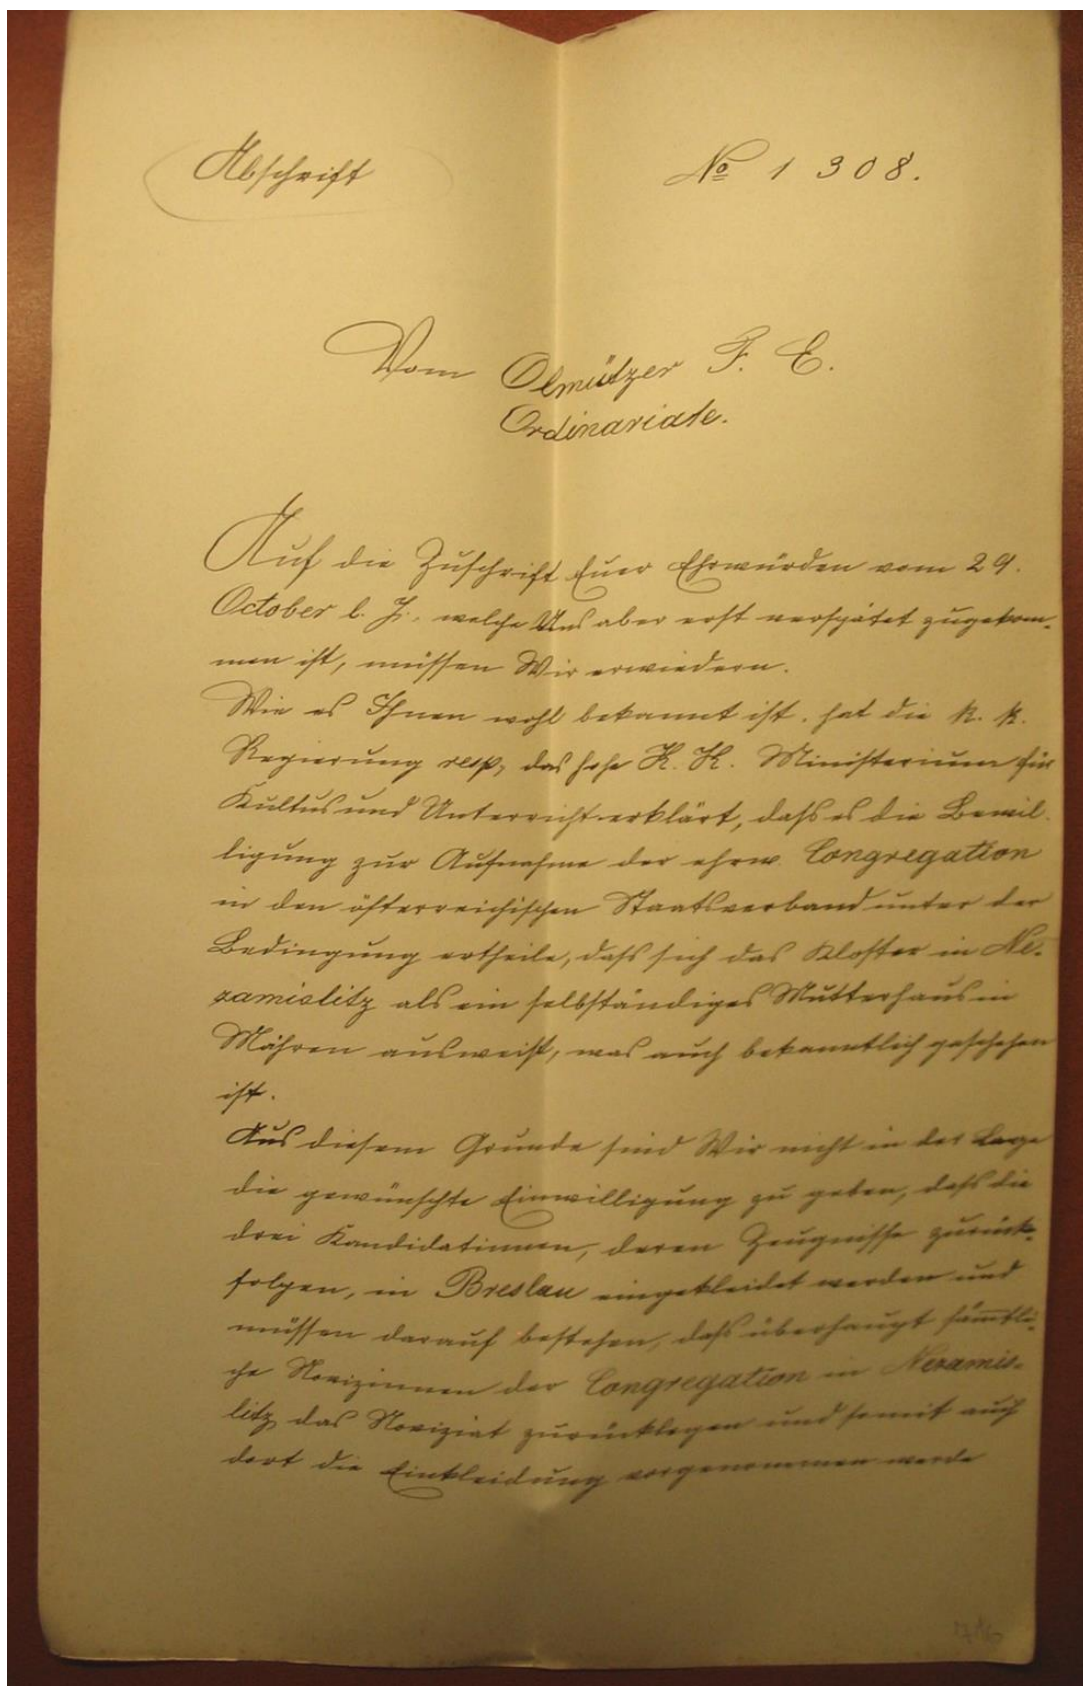 Abschrift
№ 1308.
Vom Olmützer F. E.
Ordinariate.
Auf die Zuschrift Euer Ehrwürden vom 29.
October l. J., welche Uns aber erst verspätet zugekom-
men ist, müssen Wir erwiedern.
Wie es Ihnen wohl bekannt ist, hat die k. k.
Regierung resp. das hohe K. K. Ministerium für
Kultus und Unterricht erklärt, daß es die Bewil-
ligung zur Aufnahme der ehrw. Congregation
in den österreichischen Staatsverband unter der
Bedingung ertheile, daß sich das Kloster in Ne-
zamislitz als ein selbständiges Mutterhaus in
Mähren ausweist, was auch bekanntlich geschehen
ist.
Aus diesem Grunde sind Wir nicht in der Lage
die gewünschte Einwilligung zu geben, daß die
drei Kandidatinnen, deren Zeugnisse zurück-
folgen, in Breslau eingekleidet werden und
müssen darauf bestehen, daß überhaupt sämtli-
che Novizinnen der Congregation in Nezamis-
litz das Noviziat zurücklegen und somit auch
dort die Einkleidung vorgenommen werde